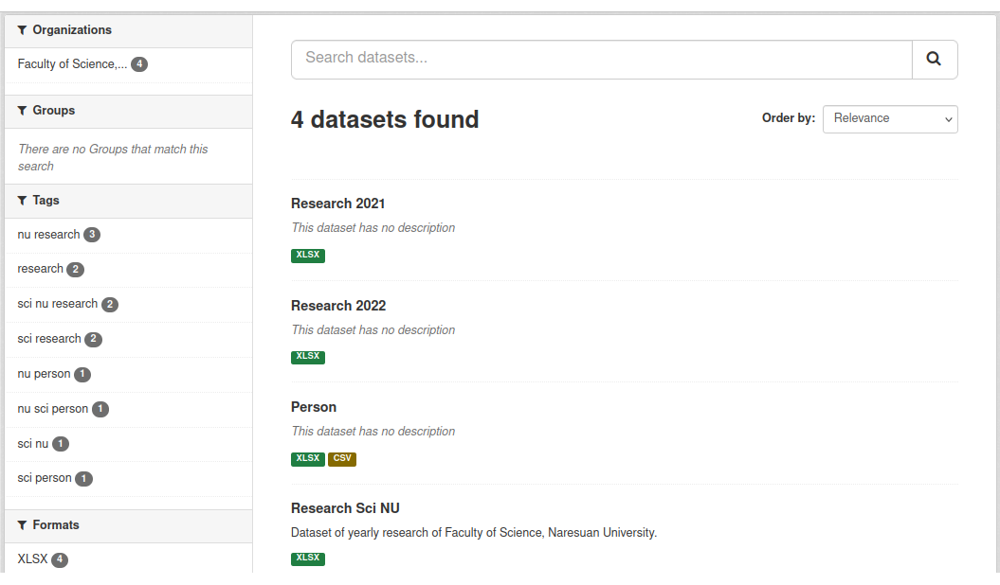 Organizations
Faculty of Science,... 4
Groups
There are no Groups that match this
search
Tags
nu research 3
research 2
sci nu research 2
sci research 2
nu person 1
nu sci person 1
sci nu 1
sci person 1
Formats
XLSX 4
Search datasets...
4 datasets found
Order by: Relevance
Research 2021
This dataset has no description
XLSX
Research 2022
This dataset has no description
XLSX
Person
This dataset has no description
XLSX CSV
Research Sci NU
Dataset of yearly research of Faculty of Science, Naresuan University.
XLSX